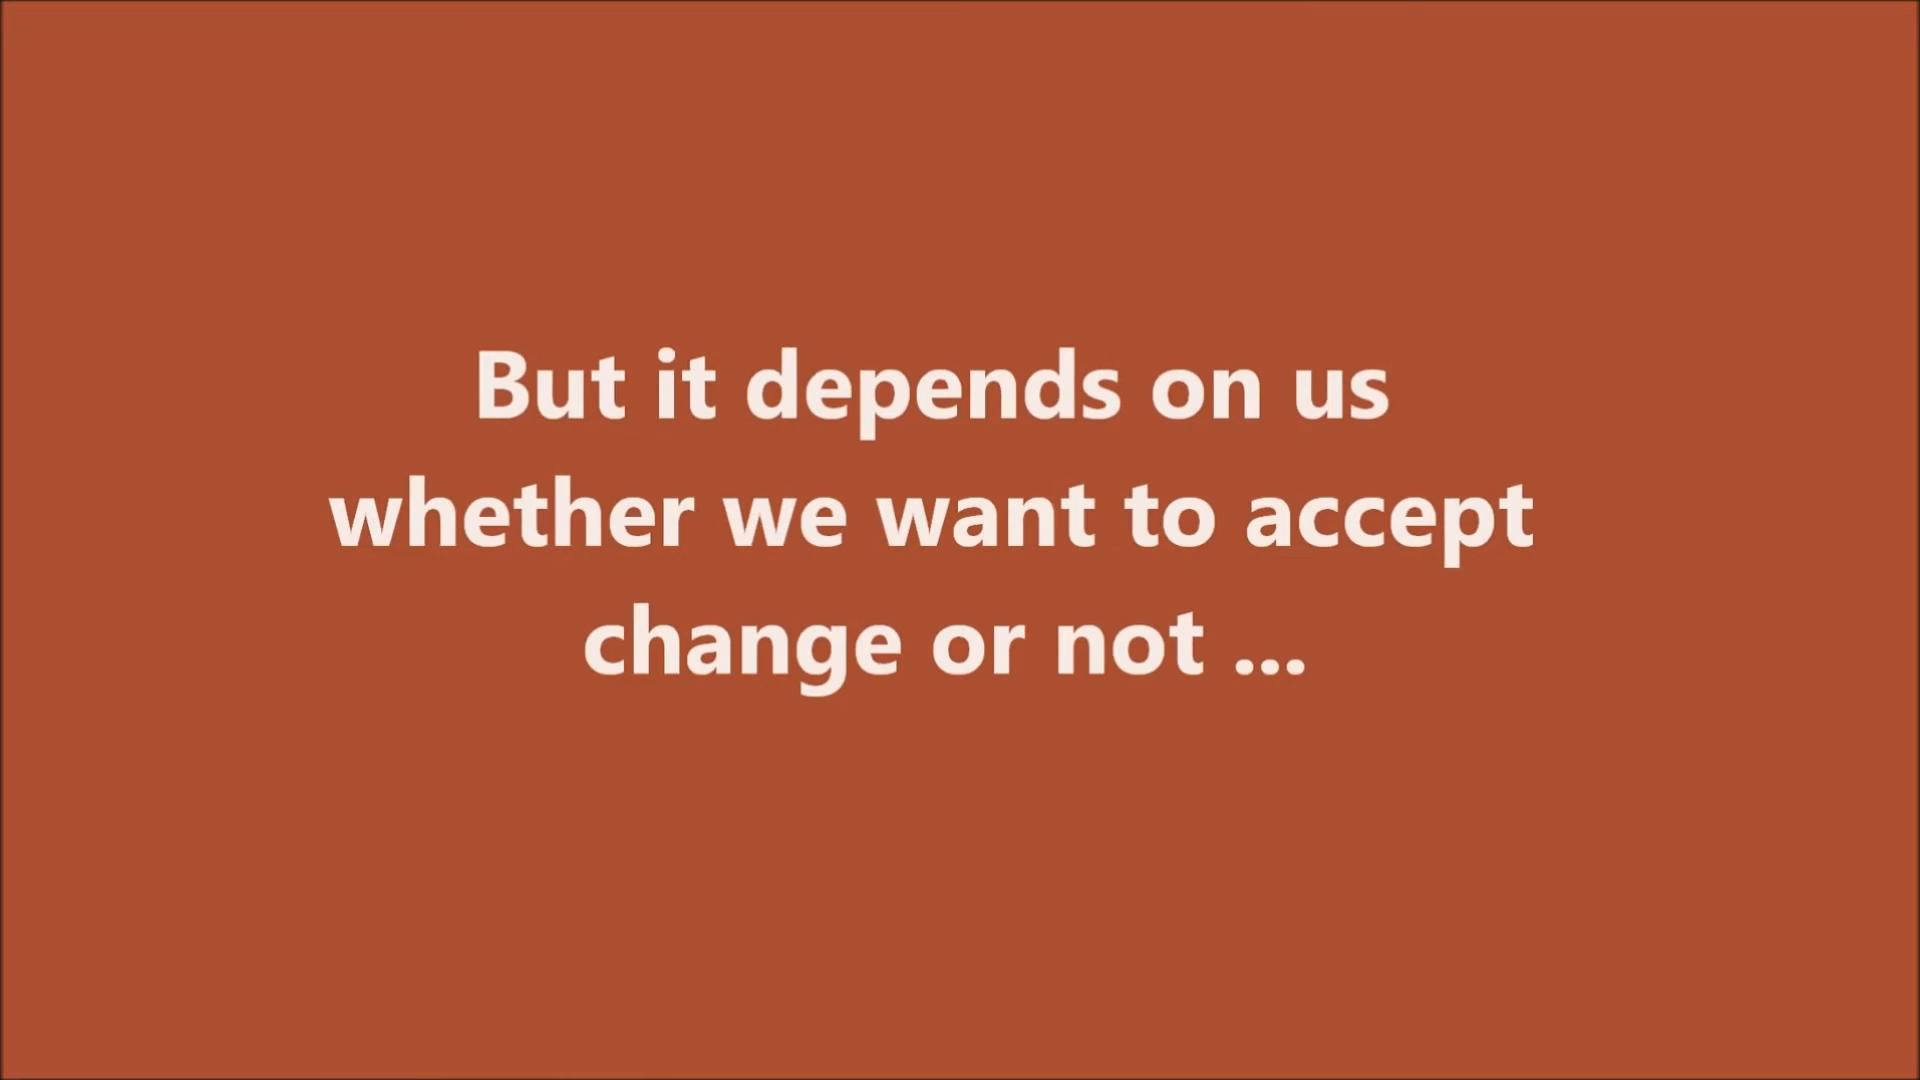 But it depends on us
whether we want to accept
change or not ...